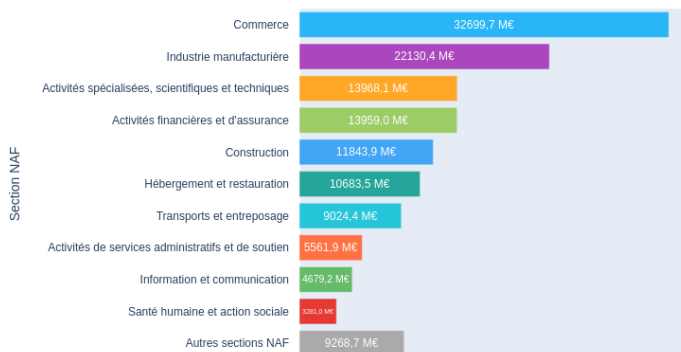 Commerce 32699,7 M€
Industrie manufacturière 22130,4 M€
Activités spécialisées, scientifiques et techniques 13968,1 M€
Activités financières et d'assurance 13959,0 M€
Construction 11843,9 M€
Hébergement et restauration 10683,5 M€
Transports et entreposage 9024,4 M€
Activités de services administratifs et de soutien 5561,9 M€
Information et communication 4679,2 M€
Santé humaine et action sociale 3281,0 M€
Autres sections NAF 9268,7 M€
Section NAF